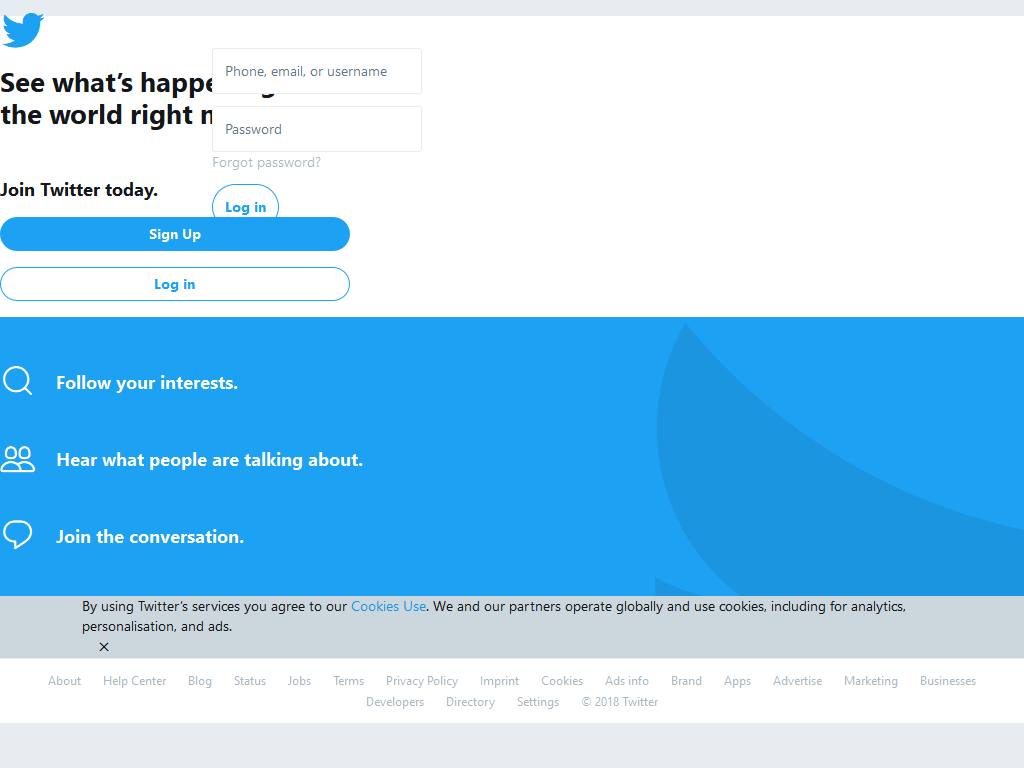 Phone, email, or username
See what's happe
the world right n
Password
Forgot password?
Join Twitter today.
Log in
Sign Up
Log in
Follow your interests.
Hear what people are talking about.
Join the conversation.
By using Twitter's services you agree to our Cookies Use. We and our partners operate globally and use cookies, including for analytics,
personalisation, and ads.
About Help Center Blog Status Jobs Terms Privacy Policy Imprint Cookies Ads info Brand Apps Advertise Marketing Businesses
Developers Directory Settings © 2018 Twitter